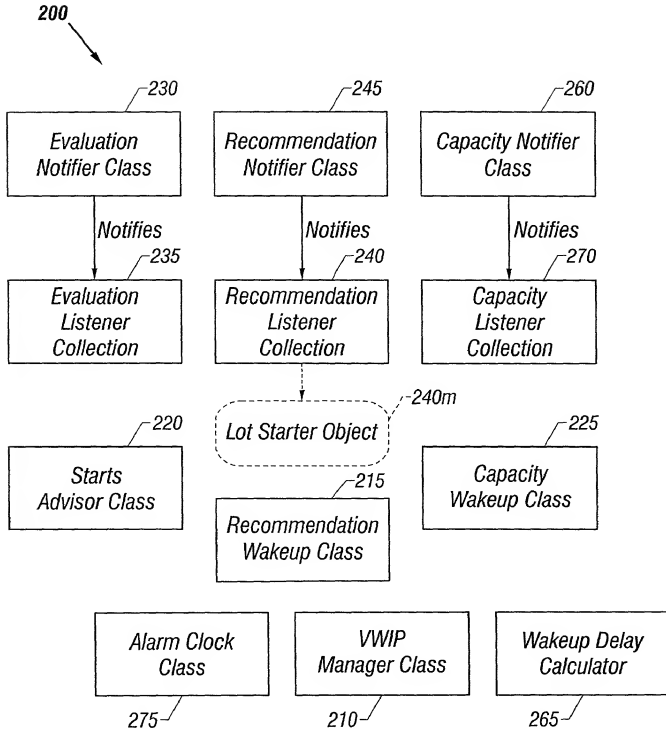 200
230
245
260
Evaluation
Notifier Class
Recommendation
Notifier Class
Capacity Notifier
Class
Notifies
Notifies
Notifies
235
240
270
Evaluation
Listener
Collection
Recommendation
Listener
Collection
Capacity
Listener
Collection
240m
Lot Starter Object
220
225
Starts
Advisor Class
Capacity
Wakeup Class
215
Recommendation
Wakeup Class
Alarm Clock
Class
VWIP
Manager Class
Wakeup Delay
Calculator
275
210
265